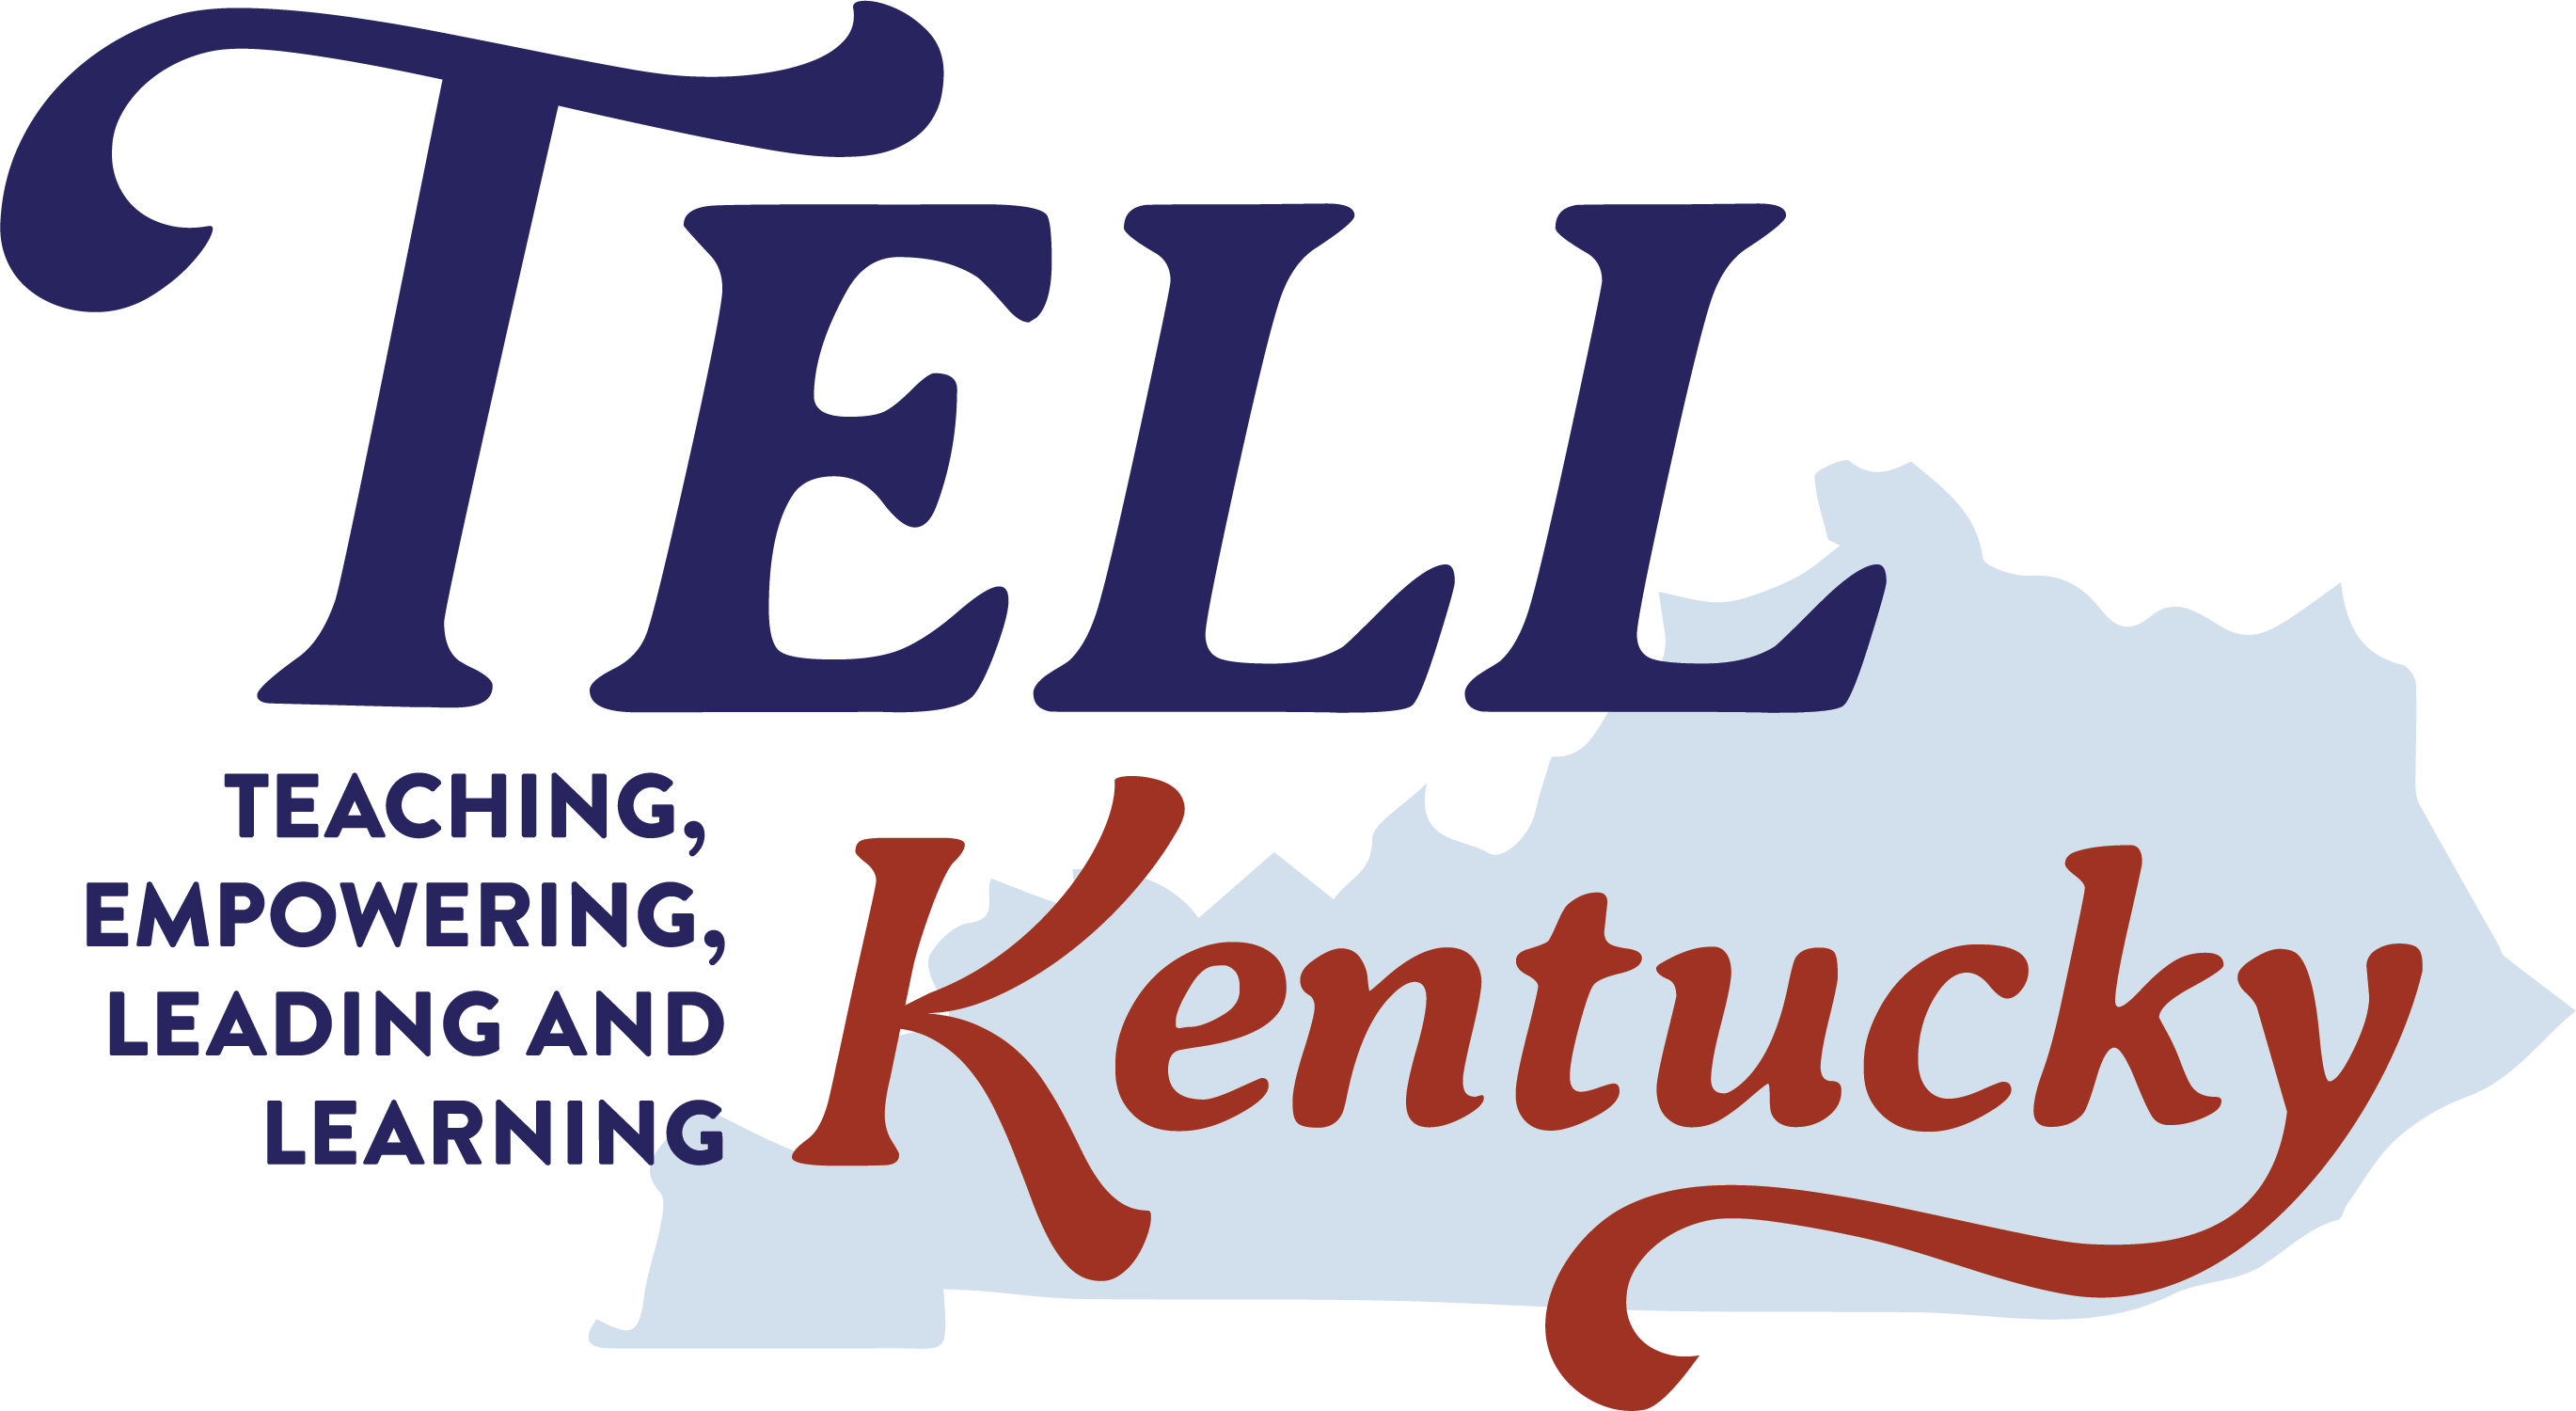 TELL
TEACHING,
EMPOWERING,
LEADING AND
LEARNING
Kentucky